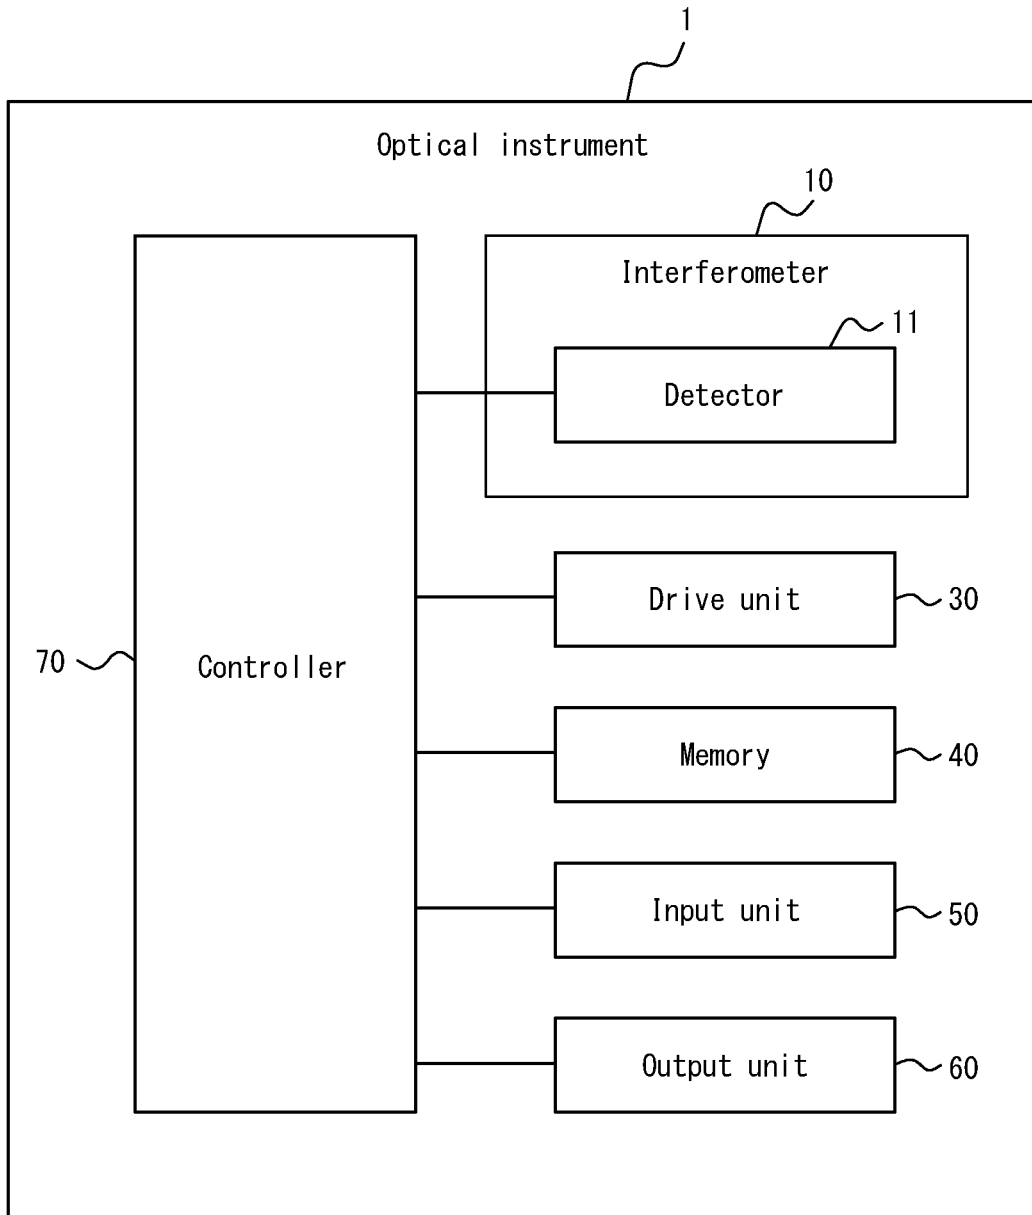 1
Optical instrument
10
Interferometer
11
Detector
Drive unit
30
70
Controller
Memory
40
Input unit
50
Output unit
60